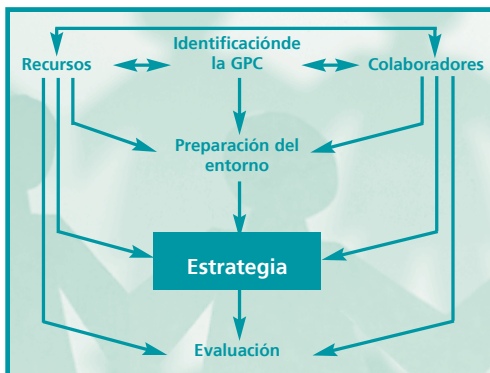 Identificaciónde
la GPC
Recursos
Colaboradores
Preparación del
entorno
Estrategia
Evaluación